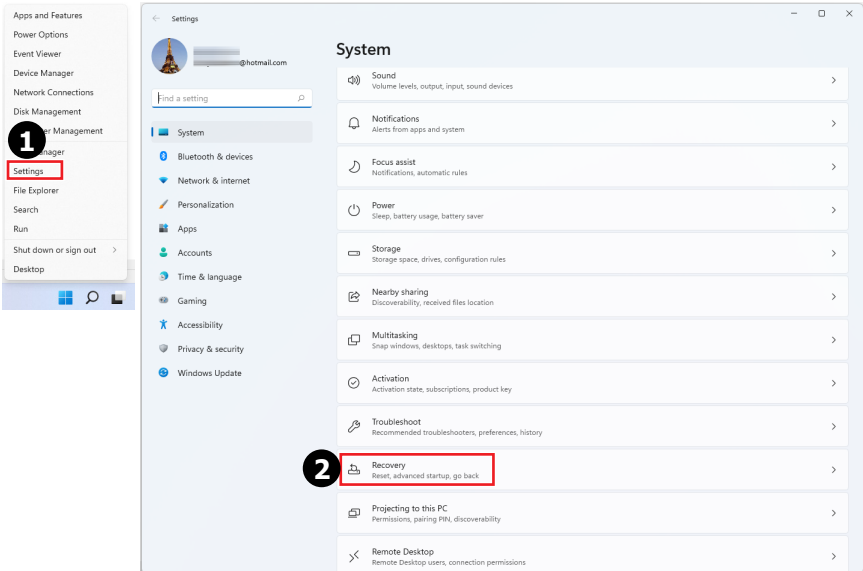 Apps and Features
Power Options
Event Viewer
Device Manager
Network Connections
Disk Management
er Management
1
anager
Settings
File Explorer
Search
Run
Shut down or sign out
Desktop
Settings
@hotmail.com
Find a setting
System
Bluetooth & devices
Network & internet
Personalization
Apps
Accounts
Time & language
Gaming
Accessibility
Privacy & security
Windows Update
System
Sound
Volume levels, output, input, sound devices
Notifications
Alerts from apps and system
Focus assist
Notifications, automatic rules
Power
Sleep, battery usage, battery saver
Storage
Storage space, drives, configuration rules
Nearby sharing
Discoverability, received files location
Multitasking
Snap windows, desktops, task switching
Activation
Activation state, subscriptions, product key
Troubleshoot
Recommended troubleshooters, preferences, history
2
Recovery
Reset, advanced startup, go back
Projecting to this PC
Permissions, pairing PIN, discoverability
Remote Desktop
Remote Desktop users, connection permissions